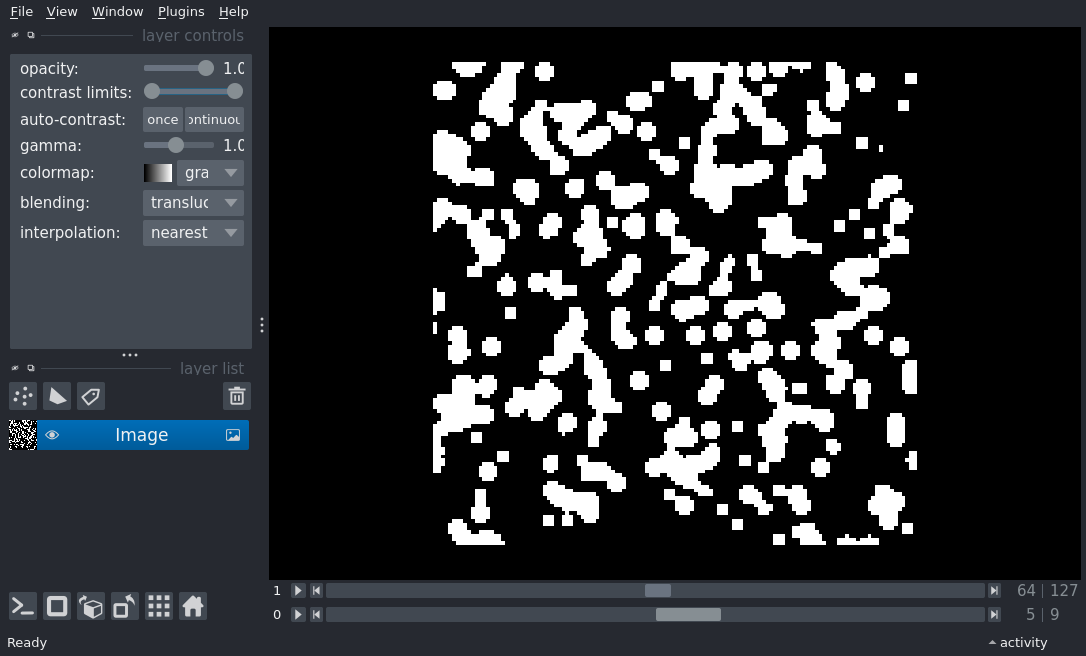 File View Window Plugins Help
layer controls
opacity: 1.0
contrast limits:
auto-contrast: once ontinuou
gamma: 1.0
colormap: gra
blending: transluc
interpolation: nearest
layer list
Image
1 64 | 127
0 5 | 9
Ready activity